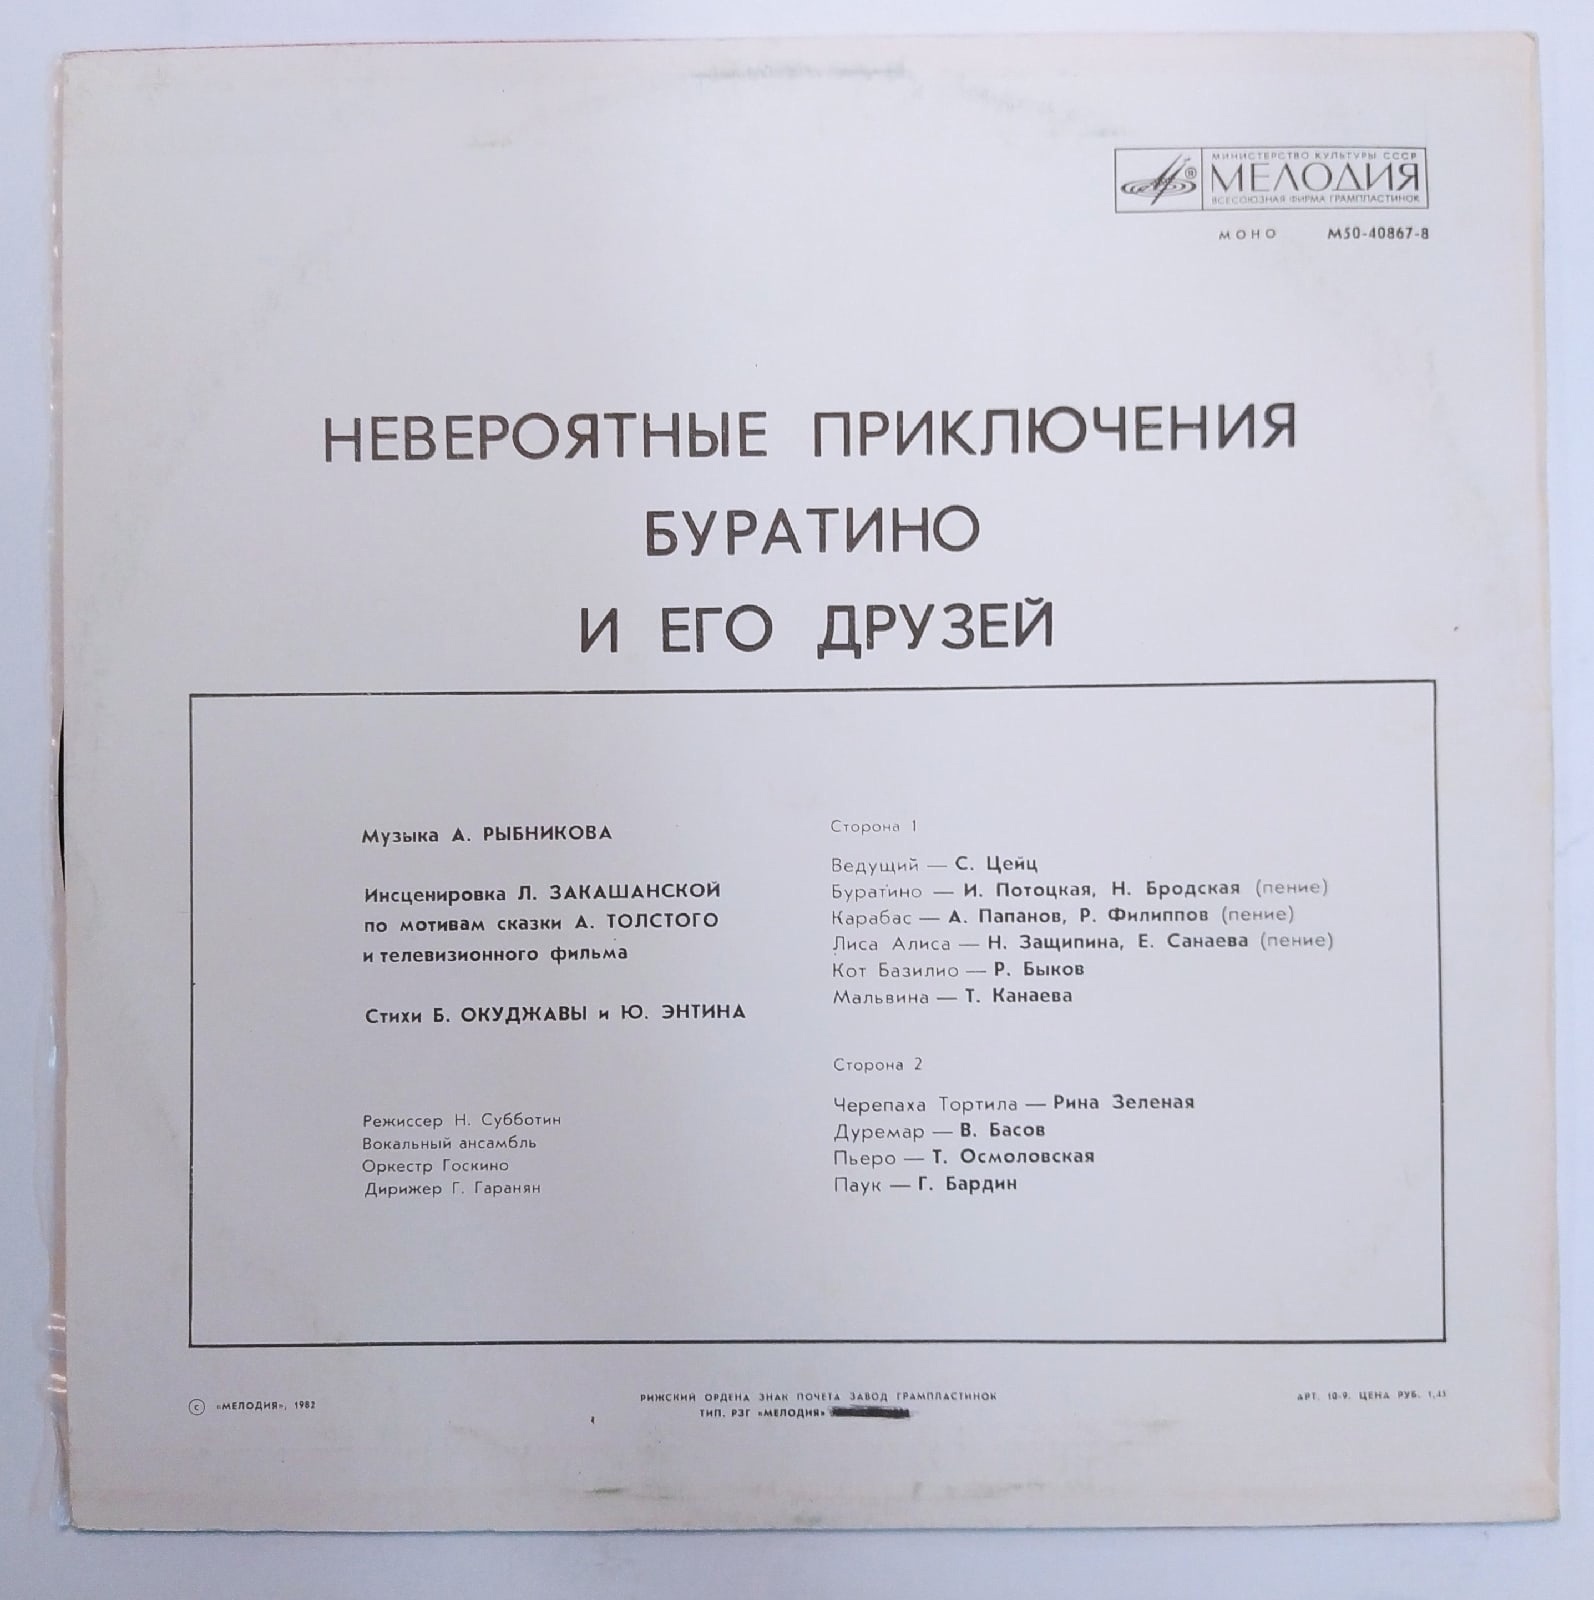 МИНИСТЕРСТВО КУЛЬТУРЫ СССР
МЕЛОДИЯ
ВСЕСОЮЗНАЯ ФИРМА ГРАМПЛАСТИНОК
МОНО М50-40867-8
НЕВЕРОЯТНЫЕ ПРИКЛЮЧЕНИЯ
БУРАТИНО
И ЕГО ДРУЗЕЙ
Музыка А. РЫБНИКОВА
Инсценировка Л. ЗАКАШАНСКОЙ
по мотивам сказки А. ТОЛСТОГО
и телевизионного фильма
Стихи Б. ОКУДЖАВЫ и Ю. ЭНТИНА
Режиссер Н. Субботин
Вокальный ансамбль
Оркестр Госкино
Дирижер Г. Гаранян
Сторона 1
Ведущий — С. Цейц
Буратино — И. Потоцкая, Н. Бродская (пение)
Карабас — А. Папанов, Р. Филиппов (пение)
Лиса Алиса — Н. Защипина, Е. Санаева (пение)
Кот Базилио — Р. Быков
Мальвина — Т. Канаева
Сторона 2
Черепаха Тортила — Рина Зеленая
Дуремар — В. Басов
Пьеро — Т. Осмоловская
Паук — Г. Бардин
© «МЕЛОДИЯ», 1982
РИЖСКИЙ ОРДЕНА ЗНАК ПОЧЕТА ЗАВОД ГРАМПЛАСТИНОК
ТИП. РЗГ «МЕЛОДИЯ»
АРТ. 10-9. ЦЕНА РУБ. 1,45